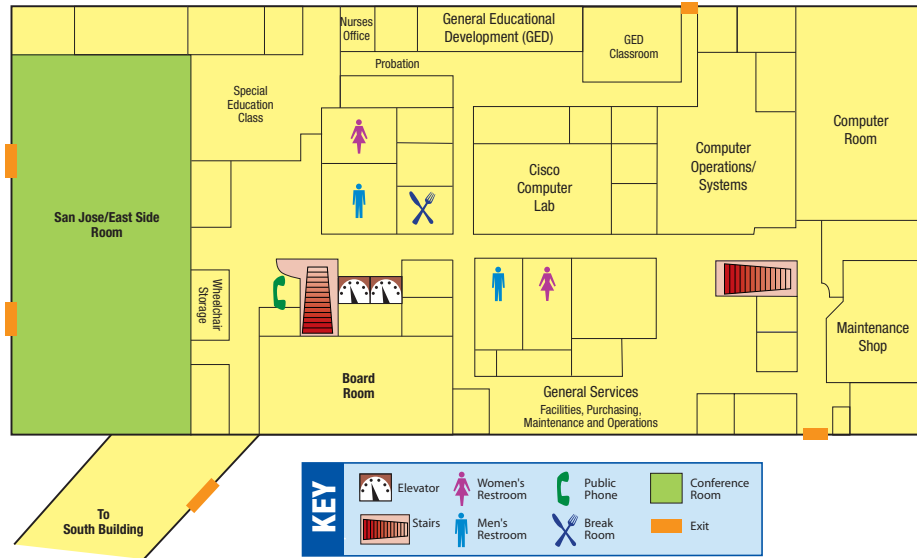 Nurses
Office
General Educational
Development (GED)
GED
Classroom
Probation
Special
Education
Class
Computer
Room
Computer
Operations/
Systems
Cisco
Computer
Lab
San Jose/East Side
Room
Wheelchair
Storage
Maintenance
Shop
Board
Room
General Services
Facilities, Purchasing,
Maintenance and Operations
To
South Building
KEY
Elevator
Women's
Restroom
Public
Phone
Conference
Room
Stairs
Men's
Restroom
Break
Room
Exit